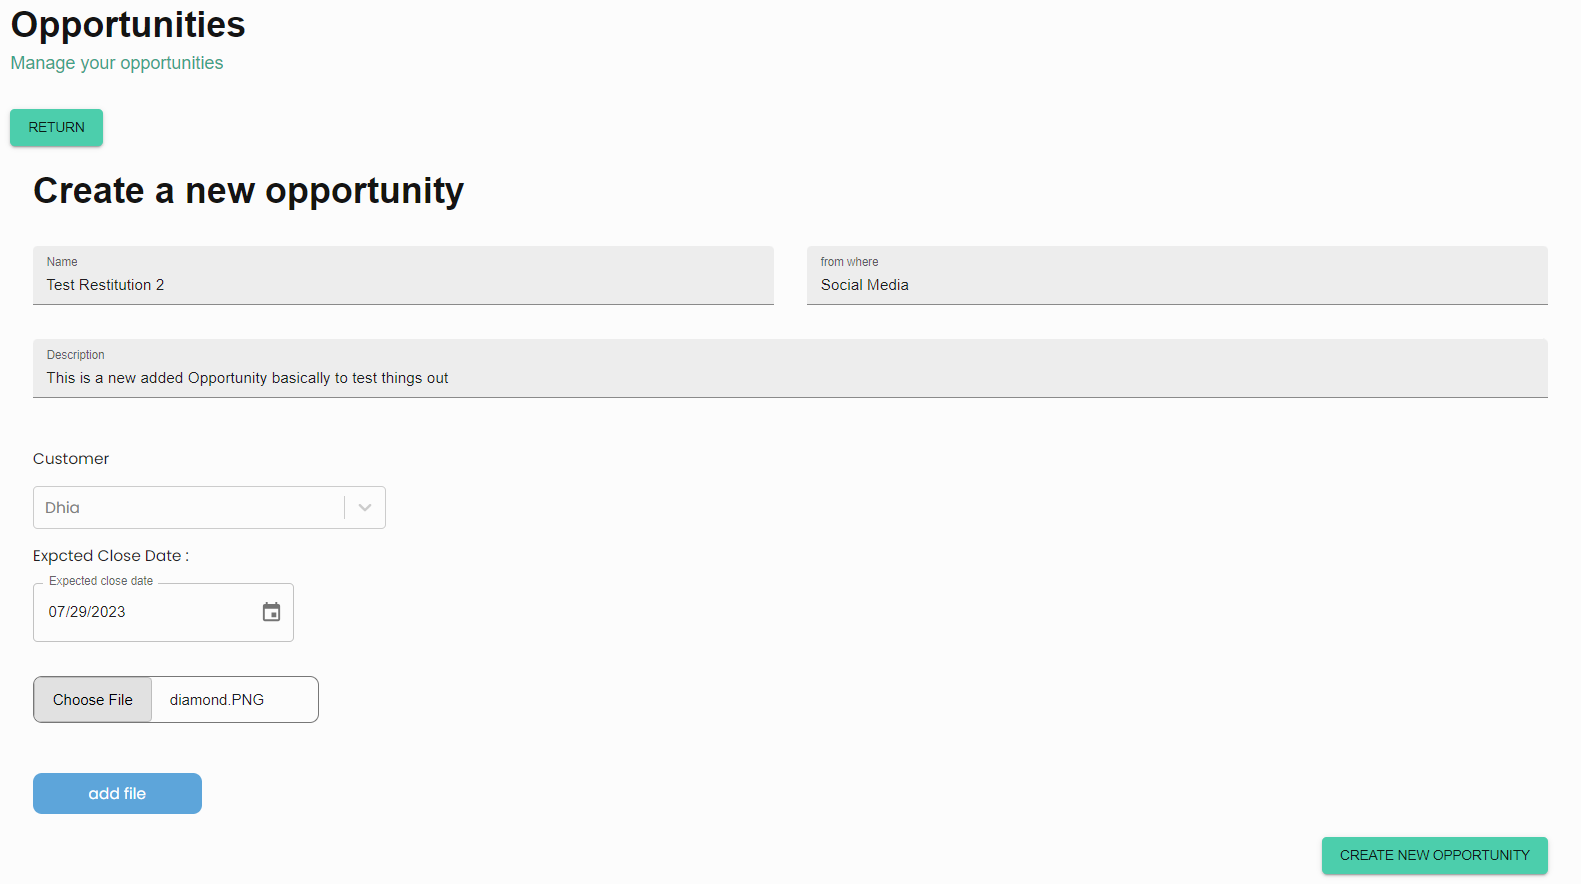 Opportunities
Manage your opportunities
RETURN
Create a new opportunity
Name
Test Restitution 2
from where
Social Media
Description
This is a new added Opportunity basically to test things out
Customer
Dhia
Expcted Close Date :
Expected close date
07/29/2023
Choose File diamond.PNG
add file
CREATE NEW OPPORTUNITY